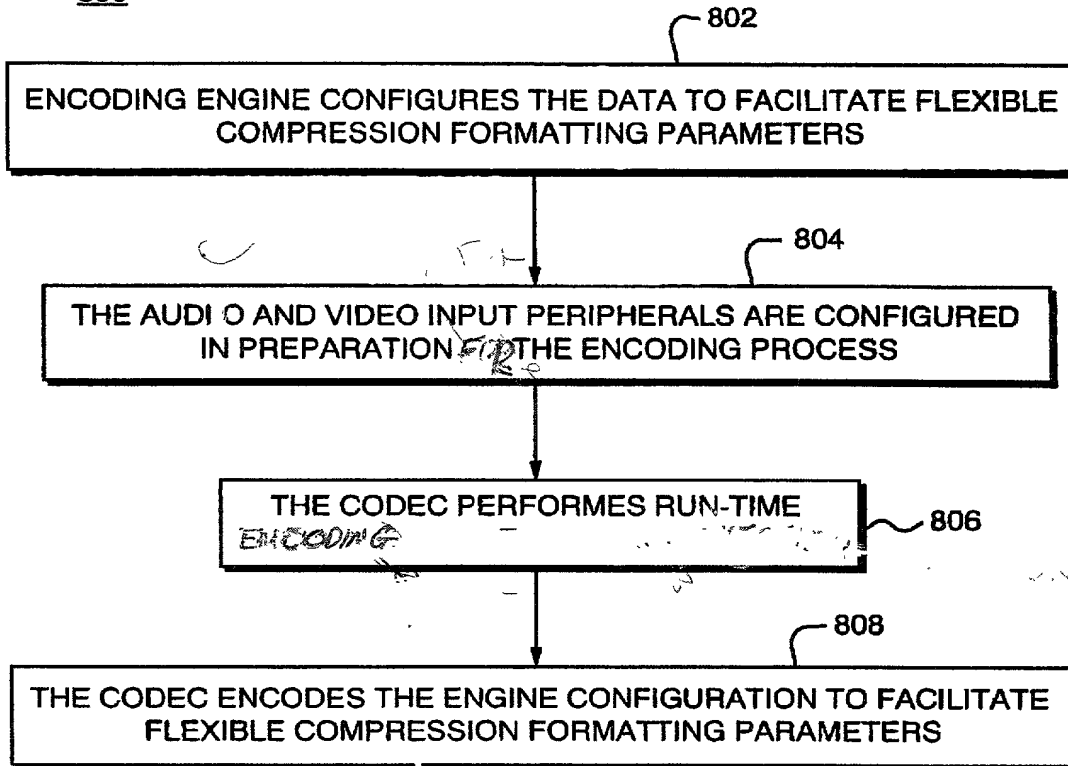 802
ENCODING ENGINE CONFIGURES THE DATA TO FACILITATE FLEXIBLE
COMPRESSION FORMATTING PARAMETERS
804
THE AUDIO AND VIDEO INPUT PERIPHERALS ARE CONFIGURED
IN PREPARATION FOR THE ENCODING PROCESS
THE CODEC PERFORMES RUN-TIME
ENCODING
806
808
THE CODEC ENCODES THE ENGINE CONFIGURATION TO FACILITATE
FLEXIBLE COMPRESSION FORMATTING PARAMETERS